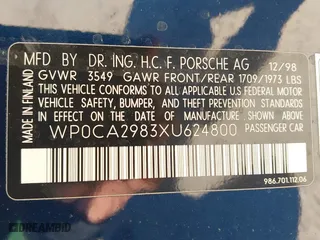 MFD BY DR. ING. H.C. F. PORSCHE AG 12/98
MADE IN FINLAND
GVWR 3549 GAWR FRONT/REAR 1709/1973 LBS
THIS VEHICLE CONFORMS TO ALL APPLICABLE
FEDERAL MOTOR VEHICLE SAFETY,
BUMPER, AND THEFT PREVENTION STANDARDS
IN EFFECT ON THE DATE OF
MANUFACTURE SHOWN ABOVE.
WP0CA2983XU624800 PASSENGER CAR
986.701.112.06
DREAMBID